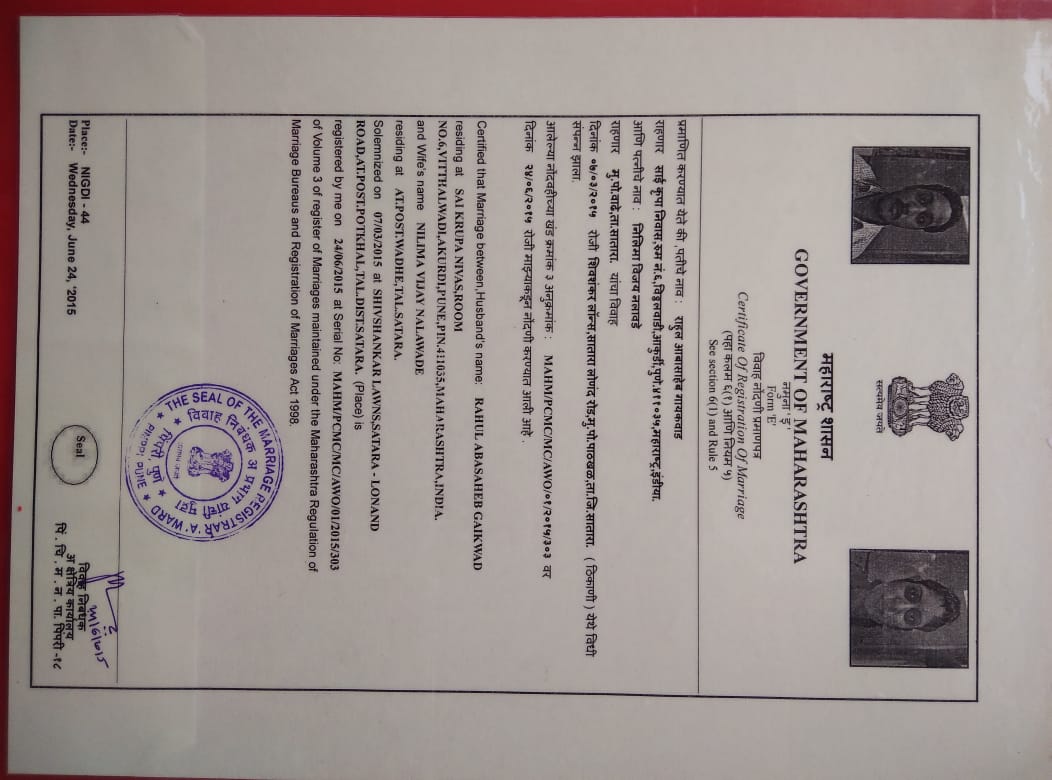 सत्यमेव जयते
महाराष्ट्र शासन
GOVERNMENT OF MAHARASHTRA
नमुना 'इ'
Form 'E'
विवाह नोंदणी प्रमाणपत्र
Certificate Of Registration Of Marriage
(पहा कलम ६(१) आणि नियम ५)
See section 6(1) and Rule 5
प्रमाणित करण्यात येते की ,पतीचे नाव : राहुल आबासाहेब गायकवाड
राहणार साई कृपा निवास,रुम नं.६,विठ्ठलवाडी,आकुर्डी,पुणे.४११०३५,महाराष्ट्र,इंडीया.
आणि पत्नीचे नाव : निलिमा विजय नलावडे
राहणार मु.पो.वाढे,ता.सातारा. यांचा विवाह
दिनांक ०७/०३/२०१५ रोजी शिवशंकर लॉन्स,सातारा लोणंद रोड,मु.पो.पाठखळ,ता.जि.सातारा. ( ठिकाणी ) येथे विधी
संपन्न झाला.
आलेल्या नोंदवहीच्या खंड क्रमांक ३ अनुक्रमांक : MAHM/PCMC/MC/AWO/०१/२०१५/३०३ वर
दिनांक २४/०६/२०१५ रोजी माझ्याकडून नोंदणी करण्यात आली आहे .
Certified that Marriage between,Husband's name: RAHUL ABASAHEB GAIKWAD
residing at SAI KRUPA NIVAS,ROOM
NO.6,VITTHALWADI,AKURDI,PUNE,PIN.411035,MAHARASHTRA,INDIA.
and Wife's name NILIMA VIJAY NALAWADE
residing at AT.POST.WADHE,TAL.SATARA.
Solemnized on 07/03/2015 at SHIVSHANKAR LAWNS,SATARA - LONAND
ROAD,AT.POST.POTKHAL,TAL.DIST.SATARA. (Place) is
registered by me on 24/06/2015 at Serial No: MAHM/PCMC/MC/AWO/01/2015/303
of Volume 3 of register of Marriages maintained under the Maharashtra Regulation of
Marriage Bureaus and Registration of Marriages Act 1998.
THE SEAL OF THE MARRIAGE REGISTRAR 'A' WARD
विवाह निबंधक अ प्रभाग यांची मुद्रा
Place:- NIGDI - 44
Date:- Wednesday, June 24, '2015
Seal
विवाह निबंधक
अ क्षेत्रिय कार्यालय
पिं . चिं . म . न . पा. पिंपरी -१८